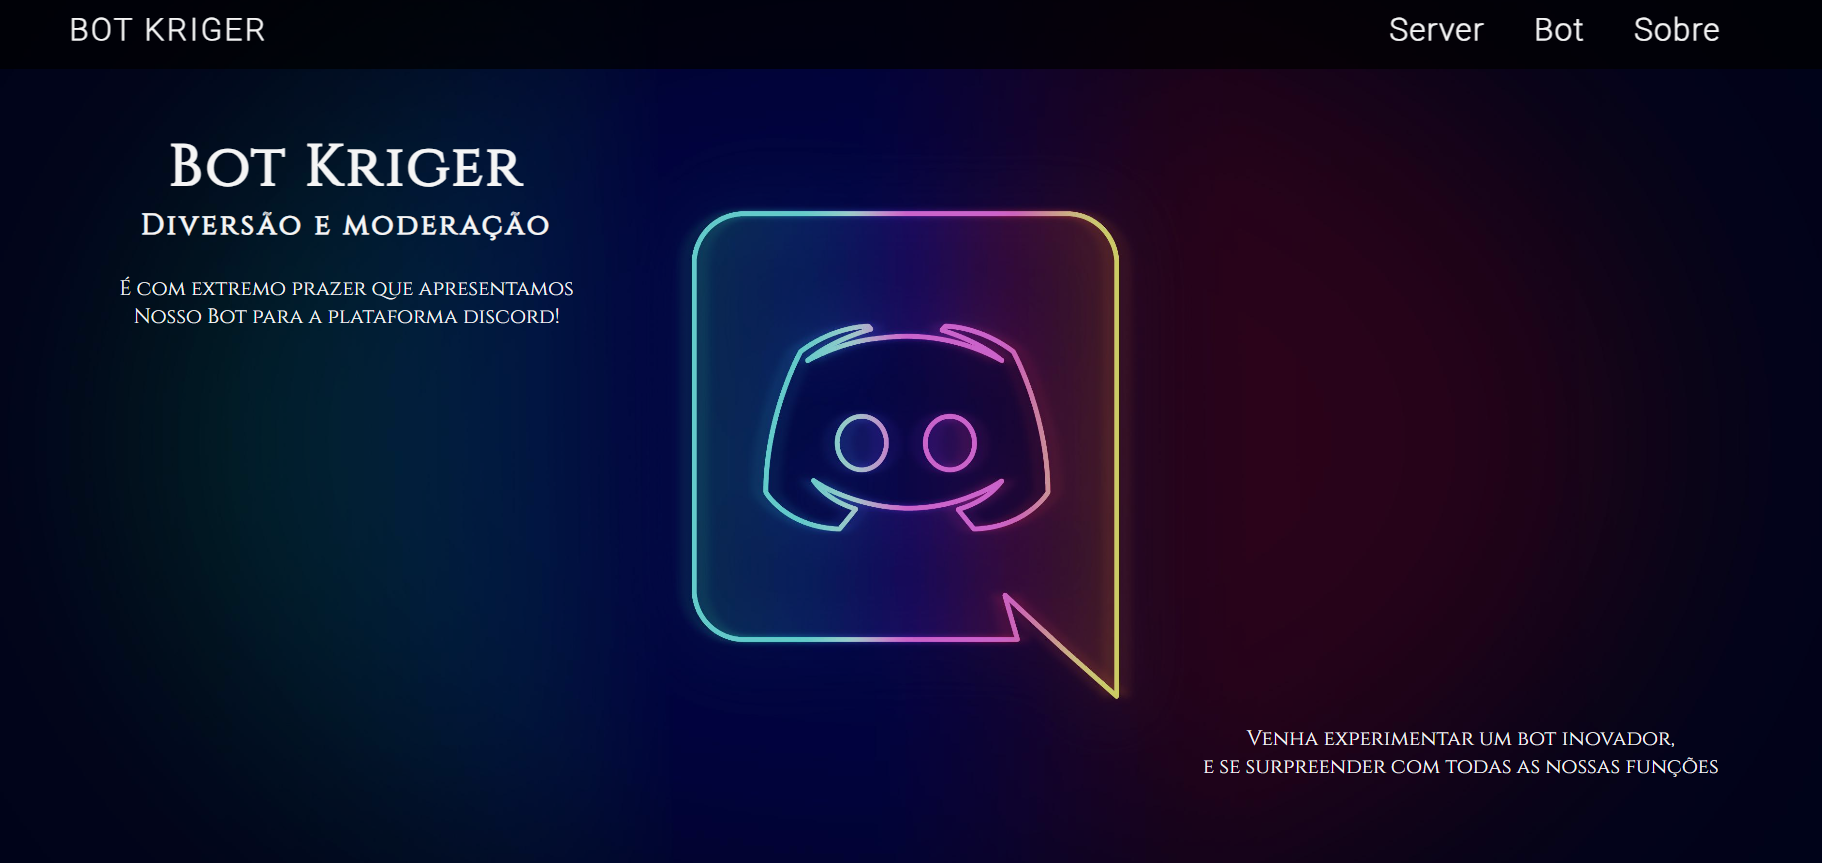 BOT KRIGER
Server Bot Sobre
Bot Kriger
Diversão e moderação
É com extremo prazer que apresentamos
Nosso Bot para a plataforma discord!
Venha experimentar um bot inovador,
e se surpreender com todas as nossas funções